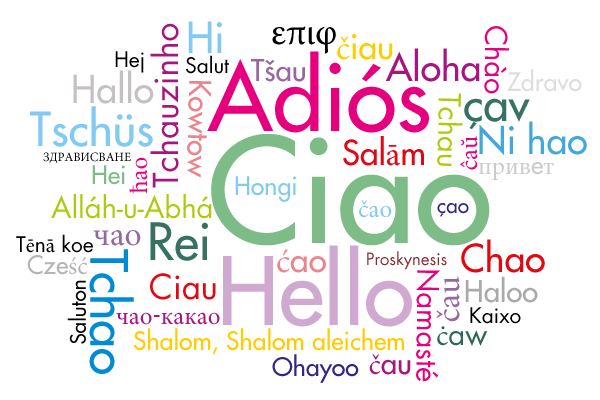 επιφ
Hi
čiau
Chào
Hej
Salut
Tšau
Adiós
Aloha
Zdravo
Hallo
Tchauzinho
Kowtow
Tchau
çav
Tschüs
Ni hao
Salām
ĉaŭ
привет
здрависване
Hei
ħao
Hongi
Ciao
čao
çao
Alláh-u-Abhá
Tēnā koe
чао
Rei
Cześć
ćao
Proskynesis
Chao
Tchao
Saluton
Ciau
Hello
Namasté
čau
Haloo
чао-какао
Kaixo
Shalom, Shalom aleichem
ċaw
Ohayoo
čau